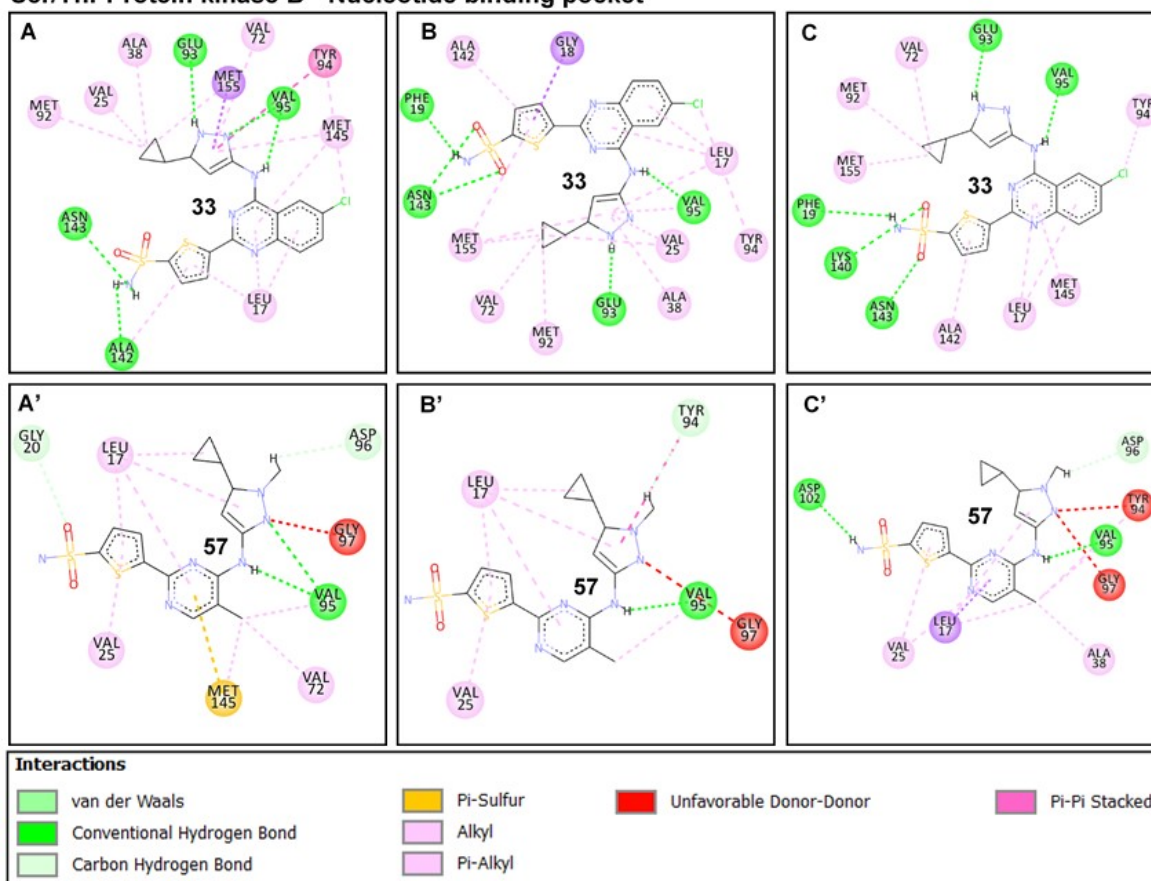 Ser/Thr Protein kinase B - Nucleotide binding pocket
A
ALA 38
GLU 93
VAL 72
TYR 94
MET 155
VAL 25
MET 92
VAL 95
MET 145
H
N
N
N
H
33
N
N
Cl
ASN 143
O
O
S
S
H
N
H
LEU 17
ALA 142
B
ALA 142
GLY 18
PHE 19
N
N
Cl
O
O
S
H
N
S
33
N
H
LEU 17
ASN 143
VAL 95
N
N
H
MET 155
VAL 25
TYR 94
VAL 72
GLU 93
ALA 38
MET 92
C
GLU 93
VAL 72
VAL 95
MET 92
TYR 94
H
N
N
N
H
MET 155
33
Cl
PHE 19
H
N
O
O
S
S
N
N
LYS 140
ASN 143
MET 145
LEU 17
ALA 142
A'
GLY 20
LEU 17
ASP 96
H
N
N
GLY 97
57
N
H
O
O
N
S
S
N
N
VAL 95
VAL 25
MET 145
VAL 72
B'
TYR 94
LEU 17
H
N
N
57
N
H
VAL 95
GLY 97
O
O
N
S
S
N
N
VAL 25
C'
ASP 96
ASP 102
H
N
N
TYR 94
57
H
N
O
O
S
S
N
H
VAL 95
GLY 97
N
N
LEU 17
VAL 25
ALA 38
Interactions
van der Waals
Pi-Sulfur
Unfavorable Donor-Donor
Pi-Pi Stacked
Conventional Hydrogen Bond
Alkyl
Carbon Hydrogen Bond
Pi-Alkyl